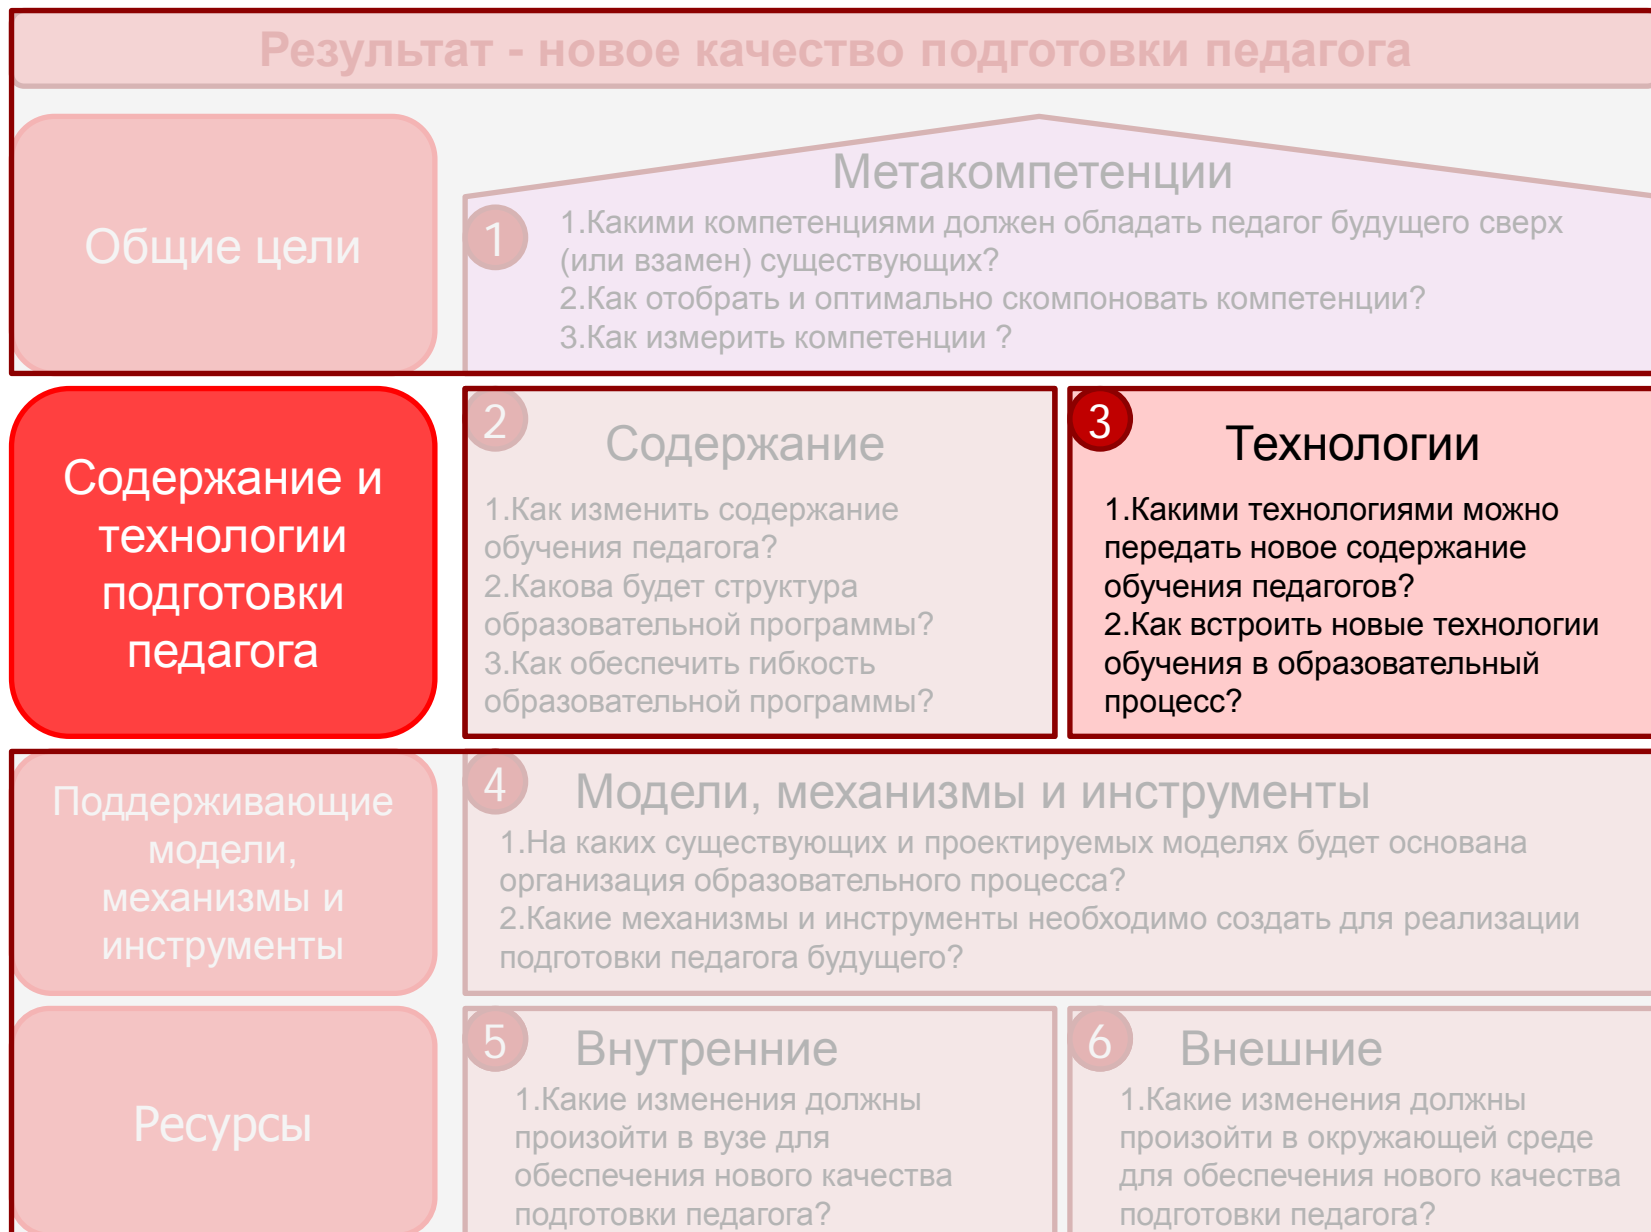 Результат - новое качество подготовки педагога
Общие цели
Метакомпетенции
1
1.Какими компетенциями должен обладать педагог будущего сверх
(или взамен) существующих?
2.Как отобрать и оптимально скомпоновать компетенции?
3.Как измерить компетенции ?
Содержание и
технологии
подготовки
педагога
2
Содержание
1.Как изменить содержание
обучения педагога?
2.Какова будет структура
образовательной программы?
3.Как обеспечить гибкость
образовательной программы?
3
Технологии
1.Какими технологиями можно
передать новое содержание
обучения педагогов?
2.Как встроить новые технологии
обучения в образовательный
процесс?
Поддерживающие
модели,
механизмы и
инструменты
4
Модели, механизмы и инструменты
1.На каких существующих и проектируемых моделях будет основана
организация образовательного процесса?
2.Какие механизмы и инструменты необходимо создать для реализации
подготовки педагога будущего?
Ресурсы
5
Внутренние
1.Какие изменения должны
произойти в вузе для
обеспечения нового качества
подготовки педагога?
6
Внешние
1.Какие изменения должны
произойти в окружающей среде
для обеспечения нового качества
подготовки педагога?